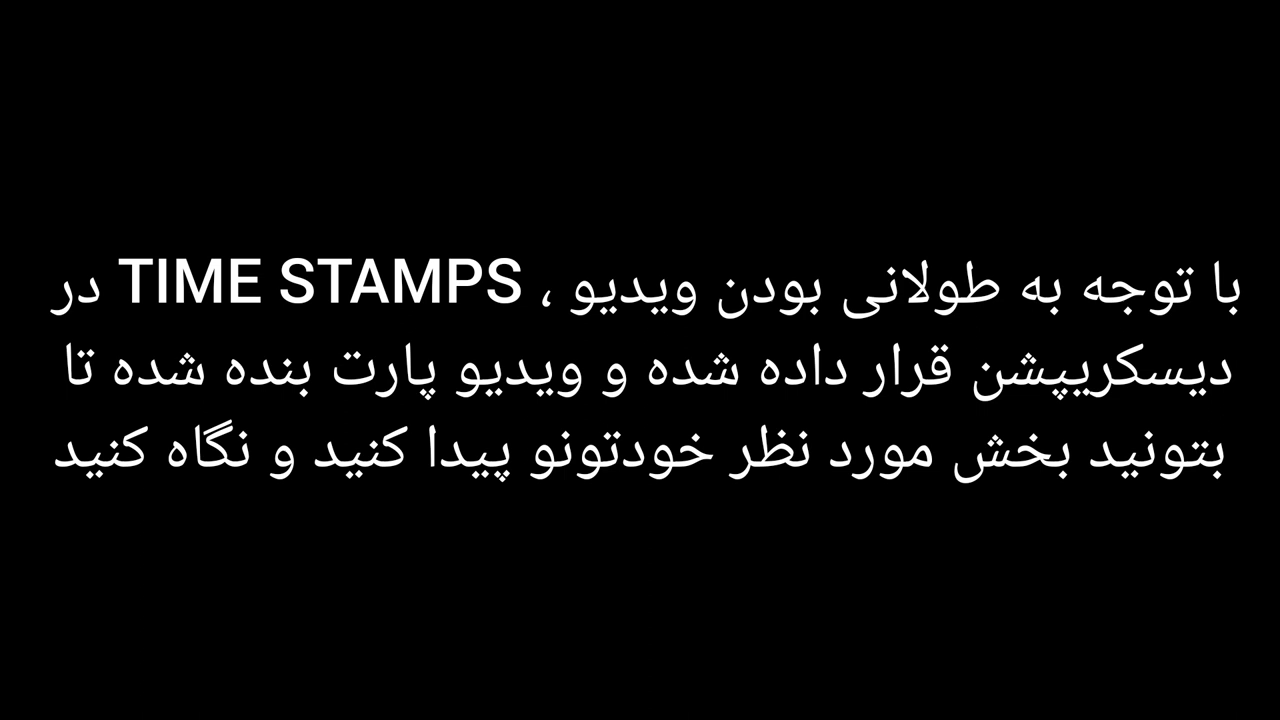 با توجه به طولانی بودن ویدیو ، TIME STAMPS در
دیسکریپشن قرار داده شده و ویدیو پارت بنده شده تا
بتونید بخش مورد نظر خودتونو پیدا کنید و نگاه کنید